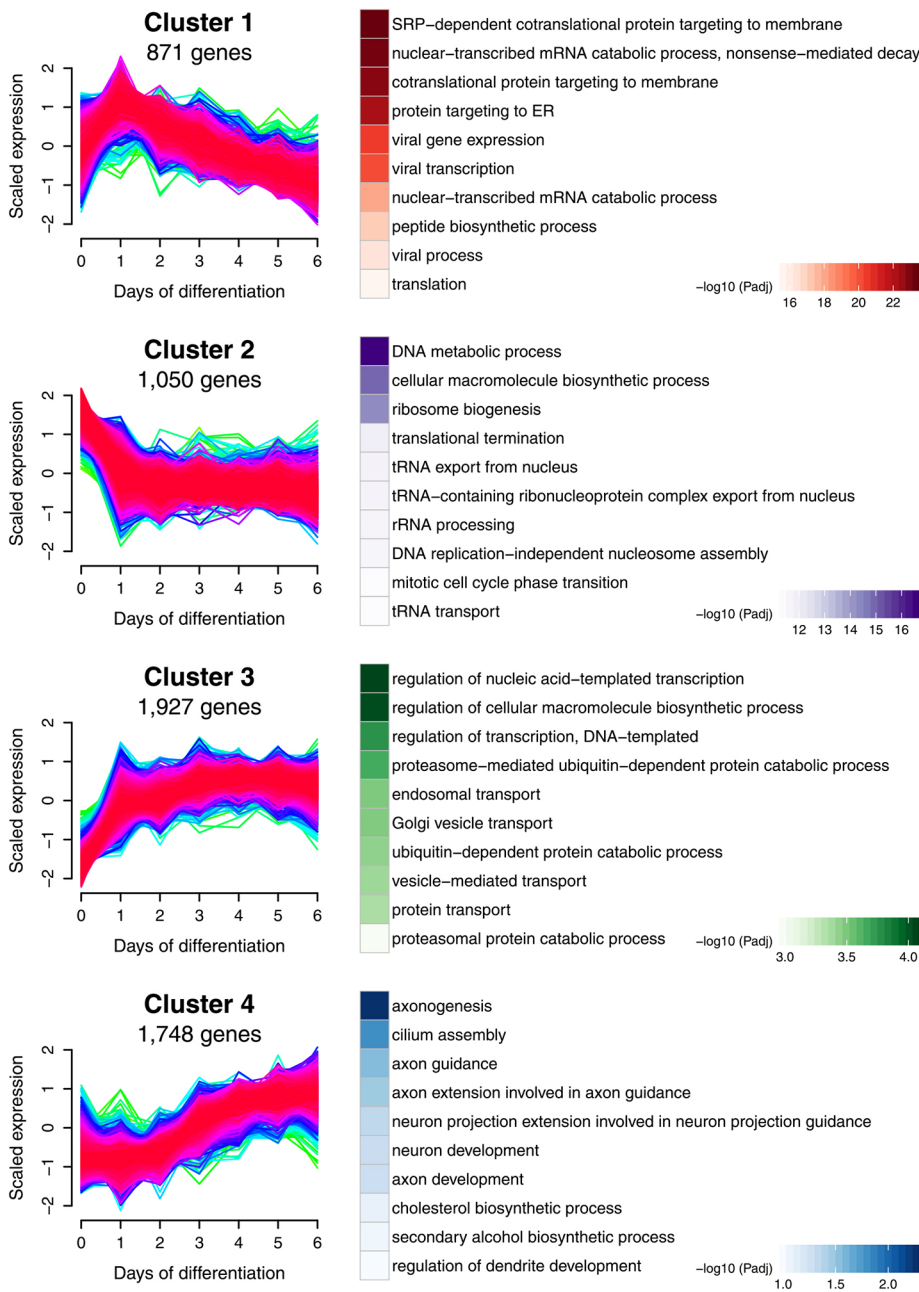 Cluster 1
871 genes
Scaled expression
2
1
0
-1
-2
0 1 2 3 4 5 6
Days of differentiation
SRP-dependent cotranslational protein targeting to membrane
nuclear-transcribed mRNA catabolic process, nonsense-mediated decay
cotranslational protein targeting to membrane
protein targeting to ER
viral gene expression
viral transcription
nuclear-transcribed mRNA catabolic process
peptide biosynthetic process
viral process
translation
-log10 (Padj)
16 18 20 22
Cluster 2
1,050 genes
Scaled expression
2
1
0
-1
-2
0 1 2 3 4 5 6
Days of differentiation
DNA metabolic process
cellular macromolecule biosynthetic process
ribosome biogenesis
translational termination
tRNA export from nucleus
tRNA-containing ribonucleoprotein complex export from nucleus
rRNA processing
DNA replication-independent nucleosome assembly
mitotic cell cycle phase transition
tRNA transport
-log10 (Padj)
12 13 14 15 16
Cluster 3
1,927 genes
Scaled expression
2
1
0
-1
-2
0 1 2 3 4 5 6
Days of differentiation
regulation of nucleic acid-templated transcription
regulation of cellular macromolecule biosynthetic process
regulation of transcription, DNA-templated
proteasome-mediated ubiquitin-dependent protein catabolic process
endosomal transport
Golgi vesicle transport
ubiquitin-dependent protein catabolic process
vesicle-mediated transport
protein transport
proteasomal protein catabolic process
-log10 (Padj)
3.0 3.5 4.0
Cluster 4
1,748 genes
Scaled expression
2
1
0
-1
-2
0 1 2 3 4 5 6
Days of differentiation
axonogenesis
cilium assembly
axon guidance
axon extension involved in axon guidance
neuron projection extension involved in neuron projection guidance
neuron development
axon development
cholesterol biosynthetic process
secondary alcohol biosynthetic process
regulation of dendrite development
-log10 (Padj)
1.0 1.5 2.0